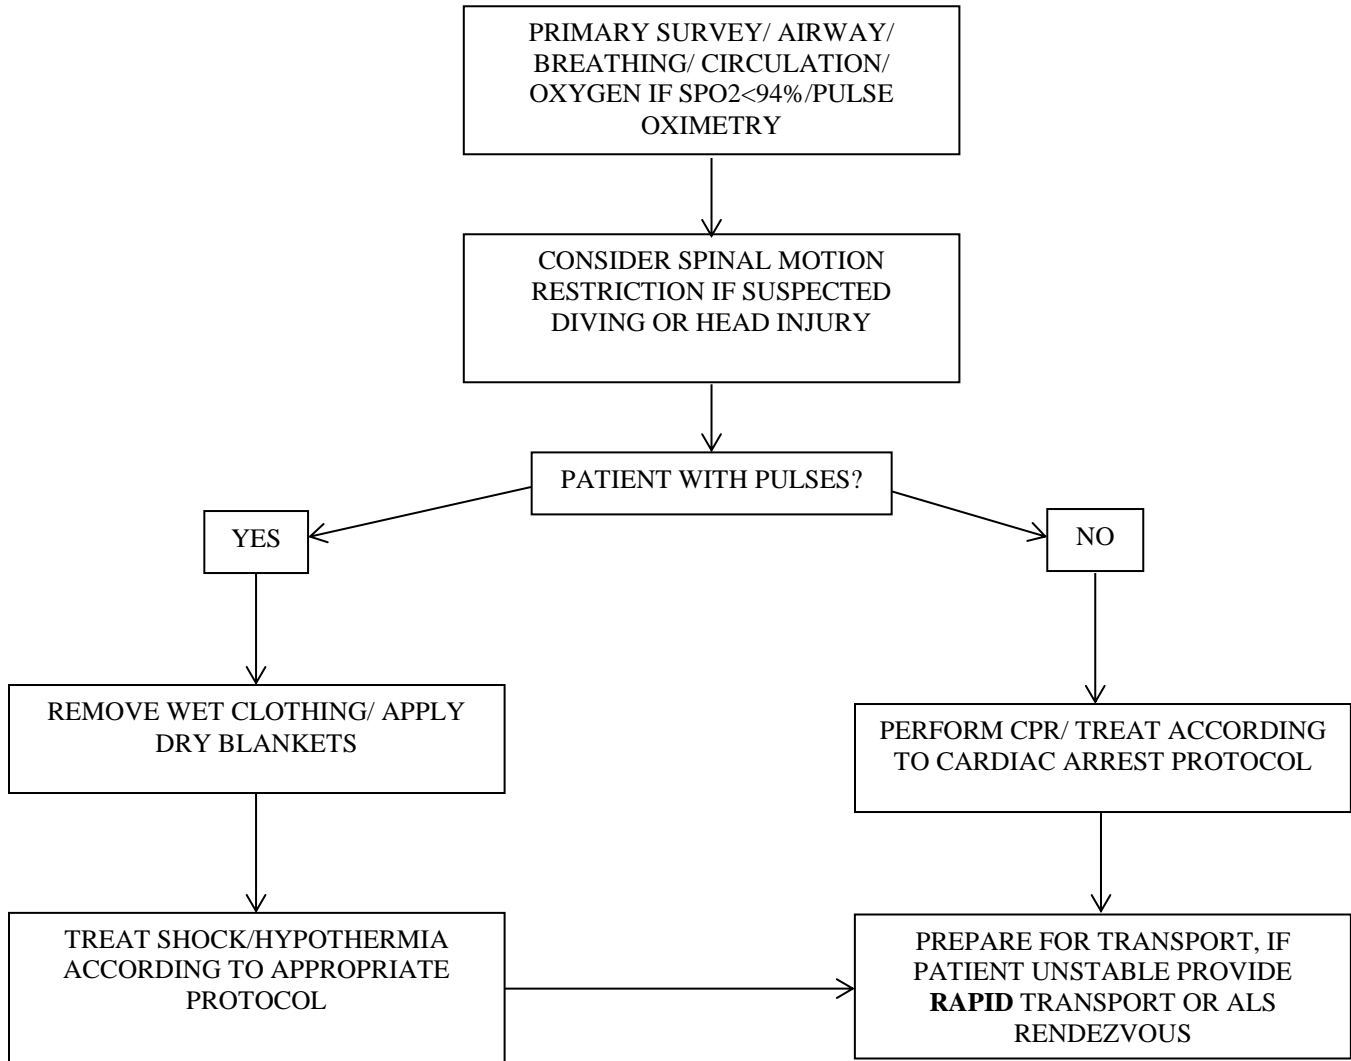 PRIMARY SURVEY/ AIRWAY/
BREATHING/ CIRCULATION/
OXYGEN IF SPO2<94%/PULSE
OXIMETRY
CONSIDER SPINAL MOTION
RESTRICTION IF SUSPECTED
DIVING OR HEAD INJURY
PATIENT WITH PULSES?
YES
NO
REMOVE WET CLOTHING/ APPLY
DRY BLANKETS
PERFORM CPR/ TREAT ACCORDING
TO CARDIAC ARREST PROTOCOL
TREAT SHOCK/HYPOTHERMIA
ACCORDING TO APPROPRIATE
PROTOCOL
PREPARE FOR TRANSPORT, IF
PATIENT UNSTABLE PROVIDE
RAPID TRANSPORT OR ALS
RENDEZVOUS